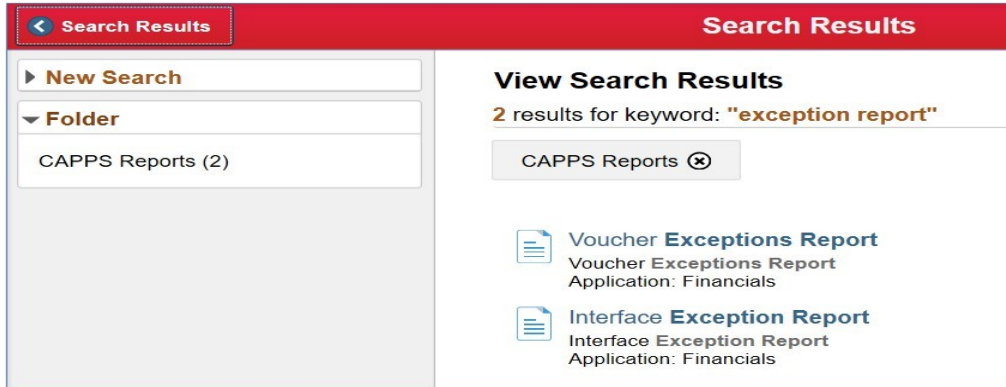 Search Results
Search Results
New Search
Folder
CAPPS Reports (2)
View Search Results
2 results for keyword: "exception report"
CAPPS Reports
Voucher Exceptions Report
Voucher Exceptions Report
Application: Financials
Interface Exception Report
Interface Exception Report
Application: Financials